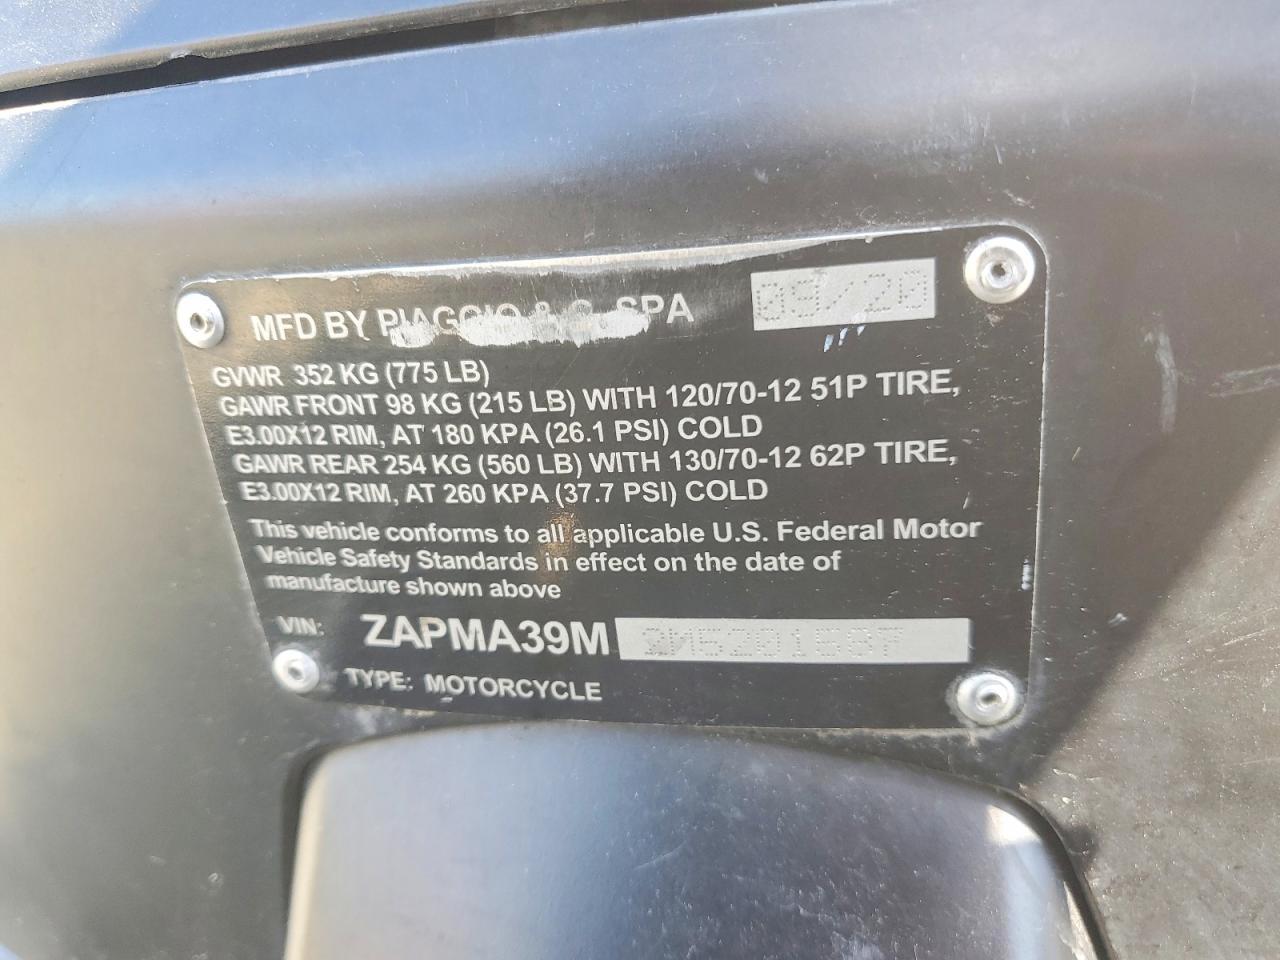 MFD BY PIAGGIO & C. SPA 09/20
GVWR 352 KG (775 LB)
GAWR FRONT 98 KG (215 LB) WITH 120/70-12 51P TIRE,
E3.00X12 RIM, AT 180 KPA (26.1 PSI) COLD
GAWR REAR 254 KG (560 LB) WITH 130/70-12 62P TIRE,
E3.00X12 RIM, AT 260 KPA (37.7 PSI) COLD
This vehicle conforms to all applicable U.S. Federal Motor
Vehicle Safety Standards in effect on the date of
manufacture shown above
VIN: ZAPMA39M
TYPE: MOTORCYCLE